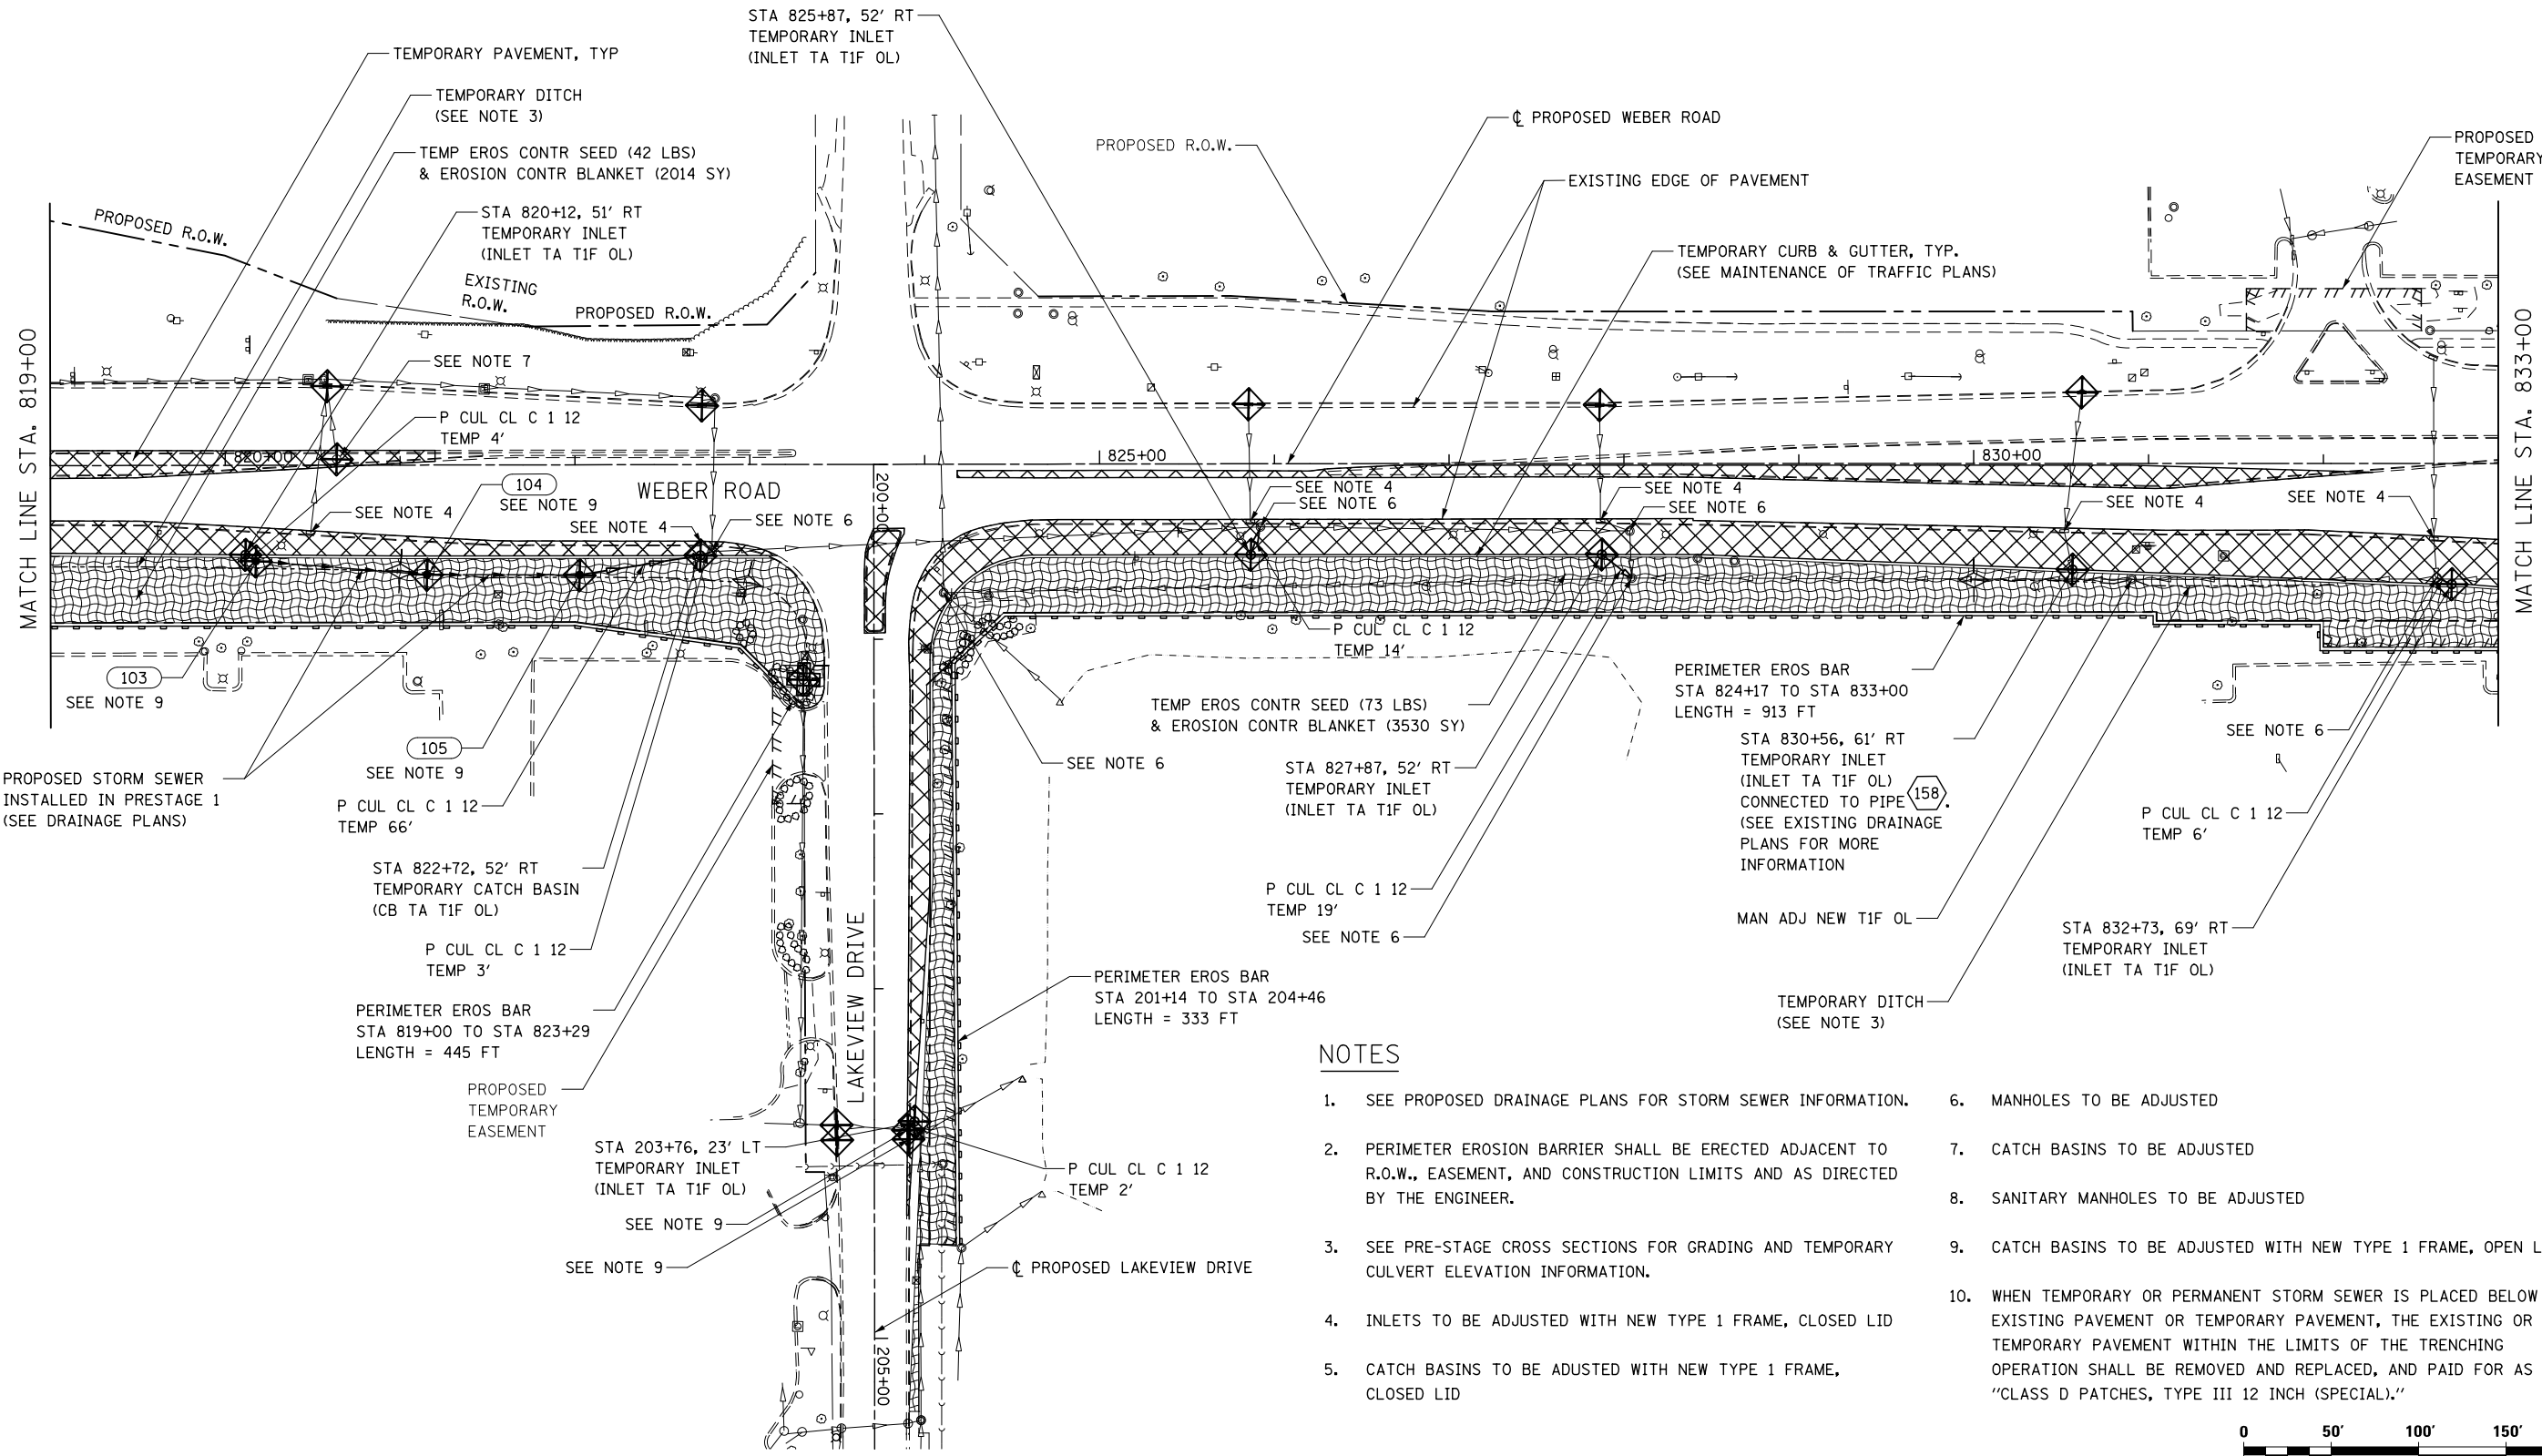 STA 825+87, 52' RT
TEMPORARY INLET
(INLET TA T1F OL)
TEMPORARY PAVEMENT, TYP
TEMPORARY DITCH
(SEE NOTE 3)
TEMP EROS CONTR SEED (42 LBS)
& EROSION CONTR BLANKET (2014 SY)
STA 820+12, 51' RT
TEMPORARY INLET
(INLET TA T1F OL)
PROPOSED R.O.W.
EXISTING
R.O.W.
PROPOSED R.O.W.
SEE NOTE 7
P CUL CL C 1 12
TEMP 4'
PROPOSED R.O.W.
℄ PROPOSED WEBER ROAD
EXISTING EDGE OF PAVEMENT
TEMPORARY CURB & GUTTER, TYP.
(SEE MAINTENANCE OF TRAFFIC PLANS)
PROPOSED
TEMPORARY
EASEMENT
MATCH LINE STA. 819+00
MATCH LINE STA. 833+00
820+00
825+00
830+00
104
SEE NOTE 9
WEBER ROAD
200+00
SEE NOTE 4
SEE NOTE 4
SEE NOTE 6
SEE NOTE 4
SEE NOTE 6
SEE NOTE 4
SEE NOTE 6
SEE NOTE 4
SEE NOTE 4
103
SEE NOTE 9
105
SEE NOTE 9
PROPOSED STORM SEWER
INSTALLED IN PRESTAGE 1
(SEE DRAINAGE PLANS)
P CUL CL C 1 12
TEMP 66'
STA 822+72, 52' RT
TEMPORARY CATCH BASIN
(CB TA T1F OL)
P CUL CL C 1 12
TEMP 3'
PERIMETER EROS BAR
STA 819+00 TO STA 823+29
LENGTH = 445 FT
PROPOSED
TEMPORARY
EASEMENT
STA 203+76, 23' LT
TEMPORARY INLET
(INLET TA T1F OL)
SEE NOTE 9
SEE NOTE 9
LAKEVIEW DRIVE
205+00
P CUL CL C 1 12
TEMP 14'
TEMP EROS CONTR SEED (73 LBS)
& EROSION CONTR BLANKET (3530 SY)
SEE NOTE 6
STA 827+87, 52' RT
TEMPORARY INLET
(INLET TA T1F OL)
P CUL CL C 1 12
TEMP 19'
SEE NOTE 6
PERIMETER EROS BAR
STA 201+14 TO STA 204+46
LENGTH = 333 FT
P CUL CL C 1 12
TEMP 2'
℄ PROPOSED LAKEVIEW DRIVE
PERIMETER EROS BAR
STA 824+17 TO STA 833+00
LENGTH = 913 FT
STA 830+56, 61' RT
TEMPORARY INLET
(INLET TA T1F OL)
CONNECTED TO PIPE 158.
(SEE EXISTING DRAINAGE
PLANS FOR MORE
INFORMATION
MAN ADJ NEW T1F OL
TEMPORARY DITCH
(SEE NOTE 3)
SEE NOTE 6
P CUL CL C 1 12
TEMP 6'
STA 832+73, 69' RT
TEMPORARY INLET
(INLET TA T1F OL)
NOTES
1. SEE PROPOSED DRAINAGE PLANS FOR STORM SEWER INFORMATION.
2. PERIMETER EROSION BARRIER SHALL BE ERECTED ADJACENT TO
R.O.W., EASEMENT, AND CONSTRUCTION LIMITS AND AS DIRECTED
BY THE ENGINEER.
3. SEE PRE-STAGE CROSS SECTIONS FOR GRADING AND TEMPORARY
CULVERT ELEVATION INFORMATION.
4. INLETS TO BE ADJUSTED WITH NEW TYPE 1 FRAME, CLOSED LID
5. CATCH BASINS TO BE ADUSTED WITH NEW TYPE 1 FRAME,
CLOSED LID
6. MANHOLES TO BE ADJUSTED
7. CATCH BASINS TO BE ADJUSTED
8. SANITARY MANHOLES TO BE ADJUSTED
9. CATCH BASINS TO BE ADJUSTED WITH NEW TYPE 1 FRAME, OPEN L
10. WHEN TEMPORARY OR PERMANENT STORM SEWER IS PLACED BELOW
EXISTING PAVEMENT OR TEMPORARY PAVEMENT, THE EXISTING OR
TEMPORARY PAVEMENT WITHIN THE LIMITS OF THE TRENCHING
OPERATION SHALL BE REMOVED AND REPLACED, AND PAID FOR AS
"CLASS D PATCHES, TYPE III 12 INCH (SPECIAL)."
0 50' 100' 150'